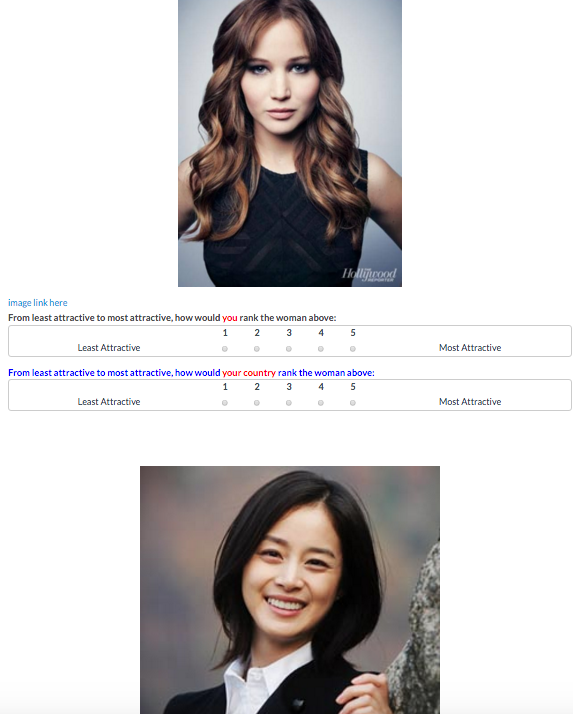 Hollywood
REPORTER
image link here
From least attractive to most attractive, how would you rank the woman above:
1 2 3 4 5
Least Attractive Most Attractive
From least attractive to most attractive, how would your country rank the woman above:
1 2 3 4 5
Least Attractive Most Attractive